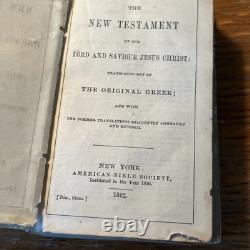 THE
NEW TESTAMENT
OF OUR
LORD AND SAVIOUR JESUS CHRIST:
TRANSLATED OUT OF
THE ORIGINAL GREEK;
AND WITH
THE FORMER TRANSLATIONS DILIGENTLY COMPARED
AND REVISED.
NEW YORK:
AMERICAN BIBLE SOCIETY,
Instituted in the Year 1816.
1862.